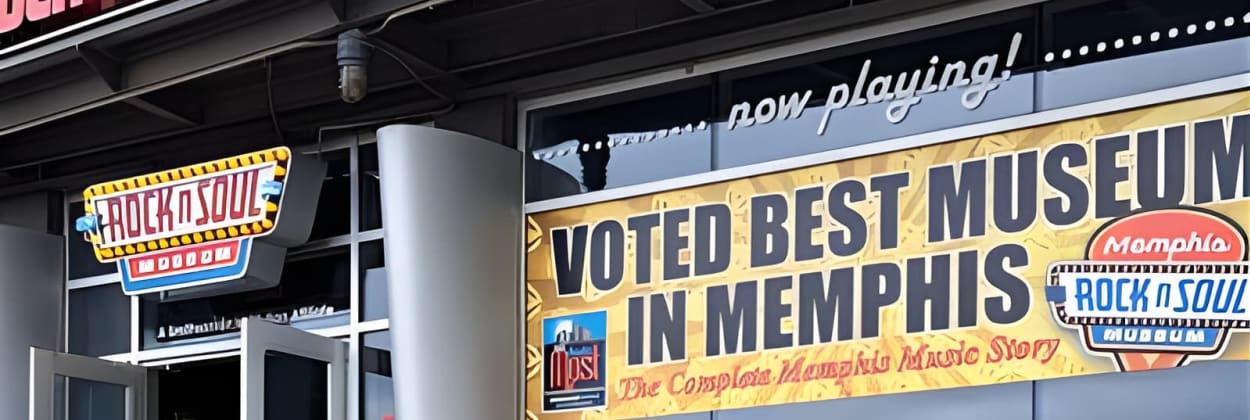 now playing!
ROCK n SOUL
MUSEUM
VOTED BEST MUSEUM
IN MEMPHIS
The Complete Memphis Music Story
Memphis
ROCK n SOUL
MUSEUM